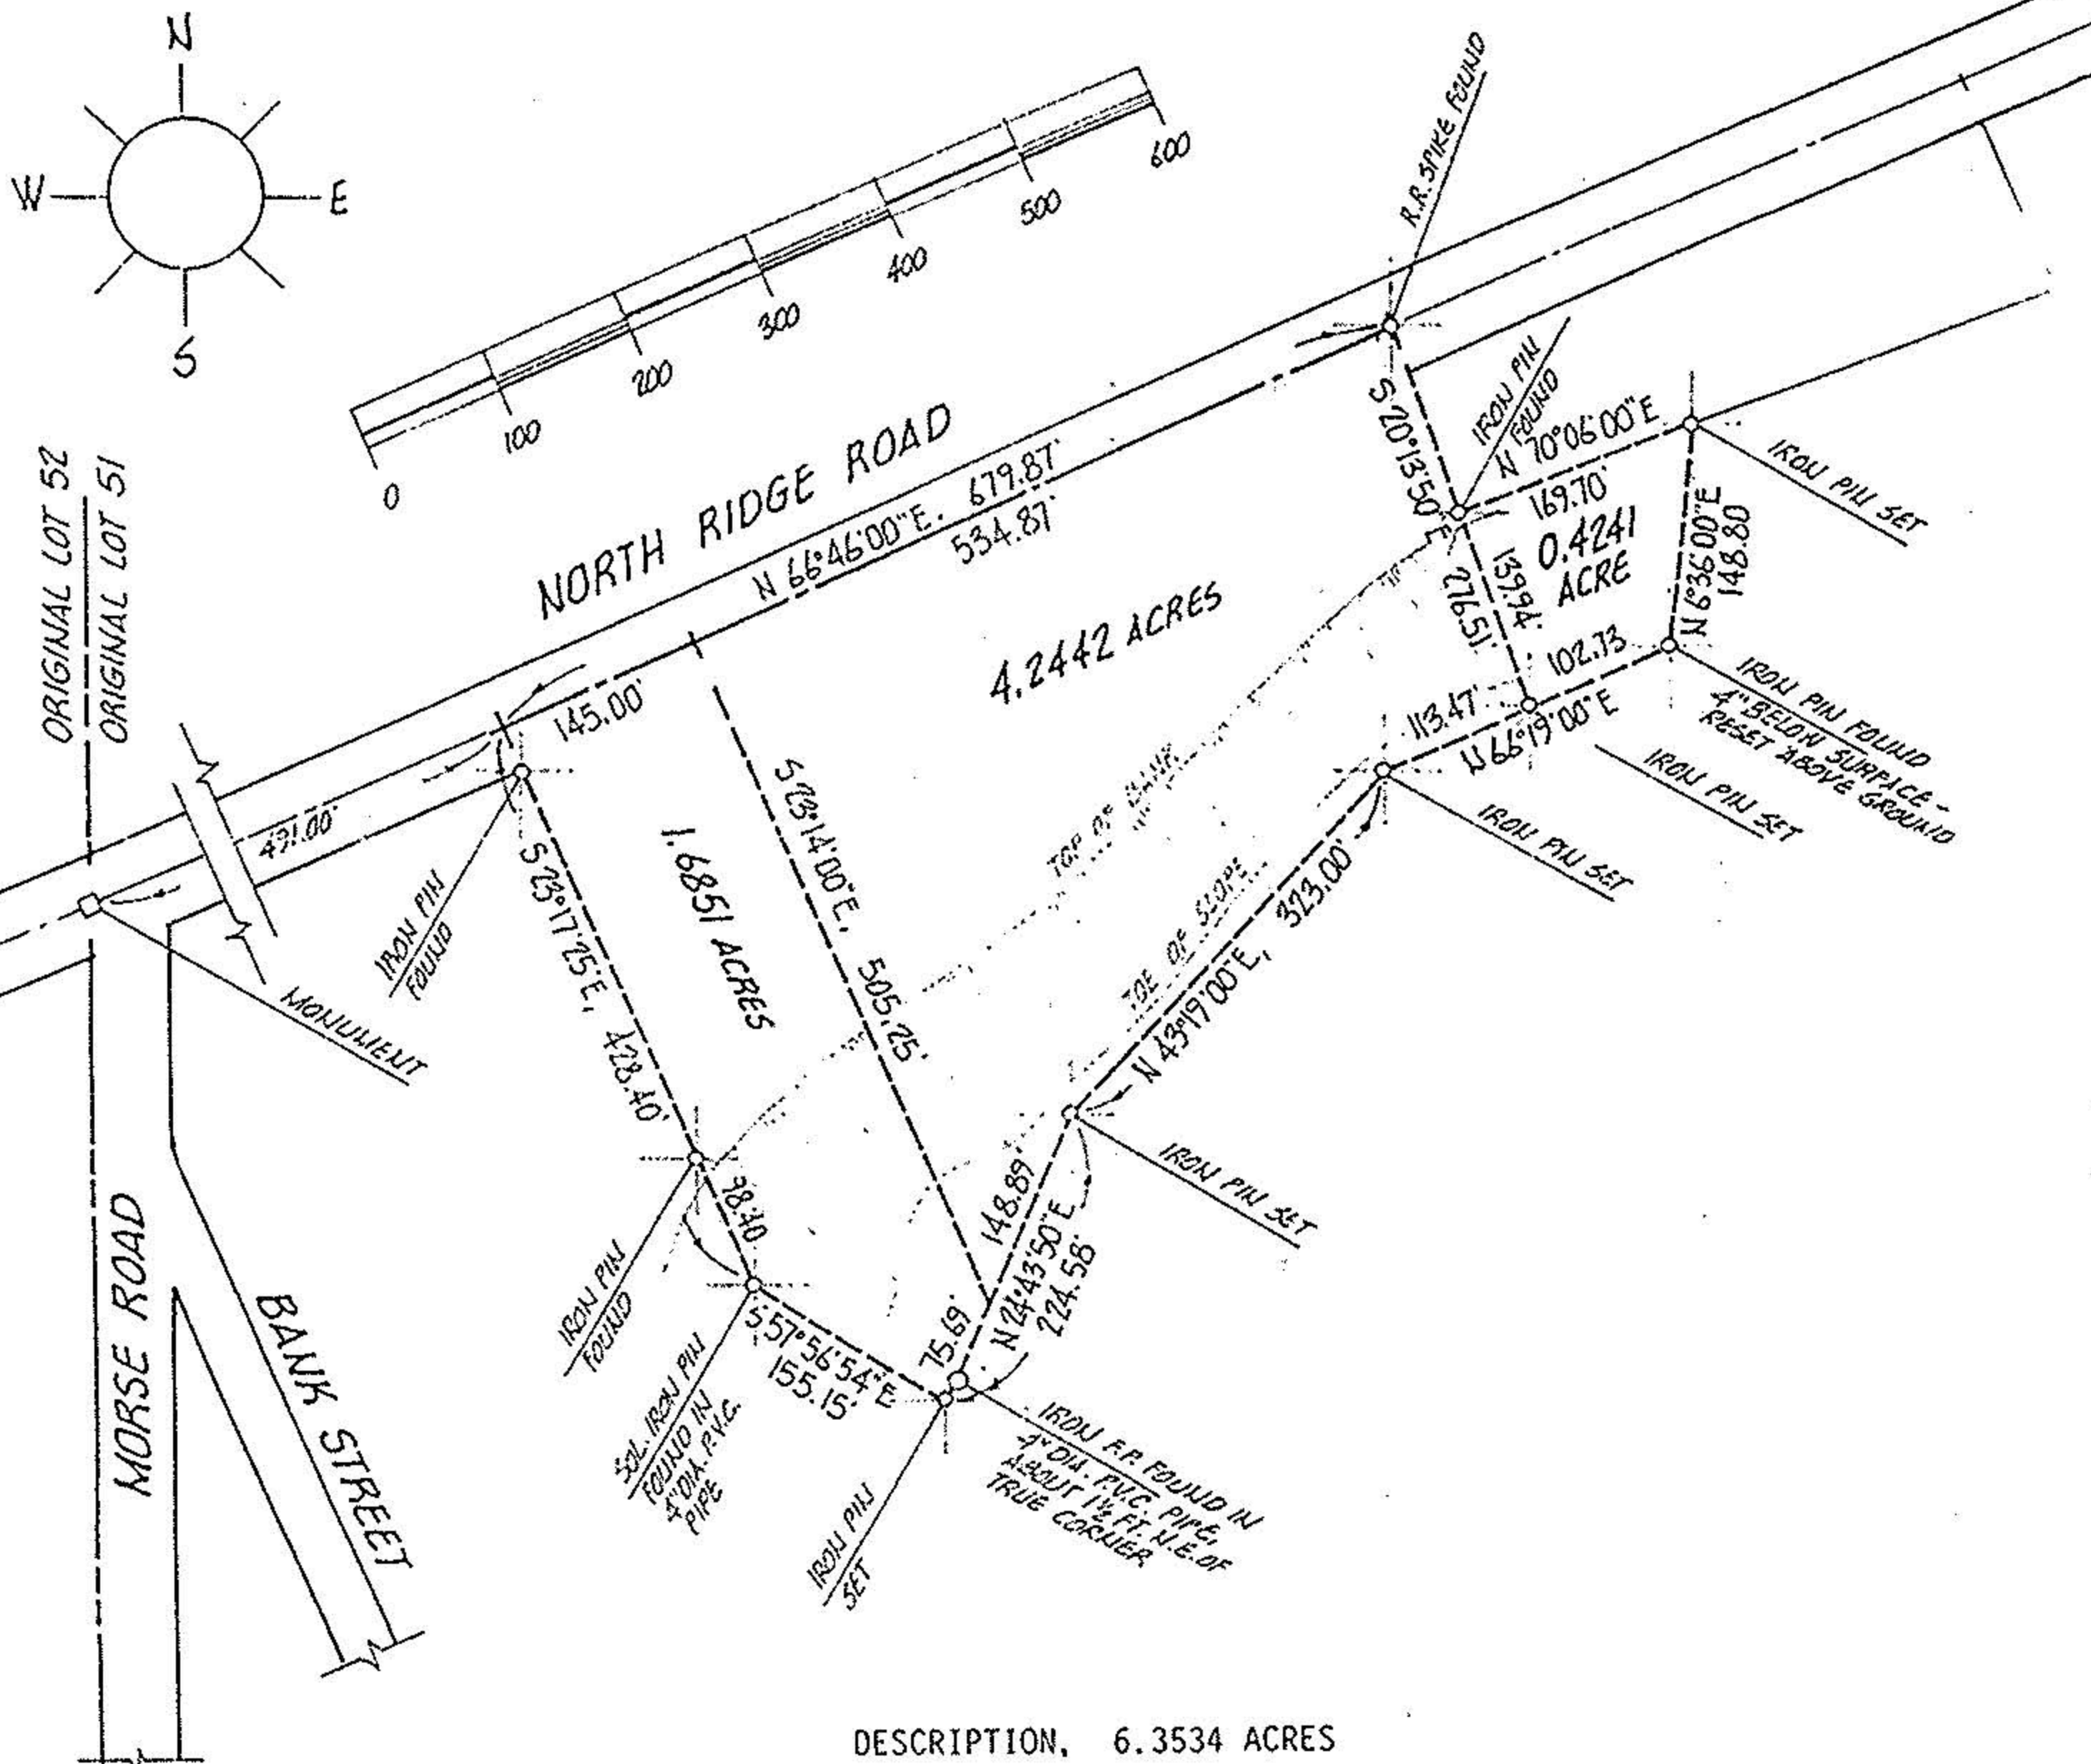 N
W
E
S
0
100
200
300
400
500
600
R.R. SPIKE FOUND
ORIGINAL LOT 52
ORIGINAL LOT 51
NORTH RIDGE ROAD
N 66°46'00"E. 679.87'
534.87'
145.00'
491.00'
MONUMENT
IRON PIN
FOUND
S 20°13'50"E
276.51'
IRON PIN
FOUND
N 70°06'00"E
169.70'
IRON PIN SET
0.4241
ACRE
139.94'
N 6°36'00"E
148.80
102.73
113.47'
N 66°19'00"E
IRON PIN FOUND
4" BELOW SURFACE-
RESET ABOVE GROUND
IRON PIN SET
IRON PIN SET
4.2442 ACRES
TOP OF BANK
TOE OF SLOPE
N 43°19'00"E, 323.00'
S 23°14'00"E, 505.25'
1.6851 ACRES
S 23°17'25"E, 428.40'
98.40
IRON PIN
FOUND
SOL. IRON PIN
FOUND IN
4" DIA. P.V.C.
PIPE
S 57°56'54"E
155.15'
75.69'
148.89'
N 24°43'50"E
224.58'
IRON PIN SET
IRON PIN
SET
IRON F.P. FOUND IN
4" DIA. P.V.C. PIPE,
ABOUT 1½ FT. N.E. OF
TRUE CORNER
MORSE ROAD
BANK STREET
DESCRIPTION, 6.3534 ACRES